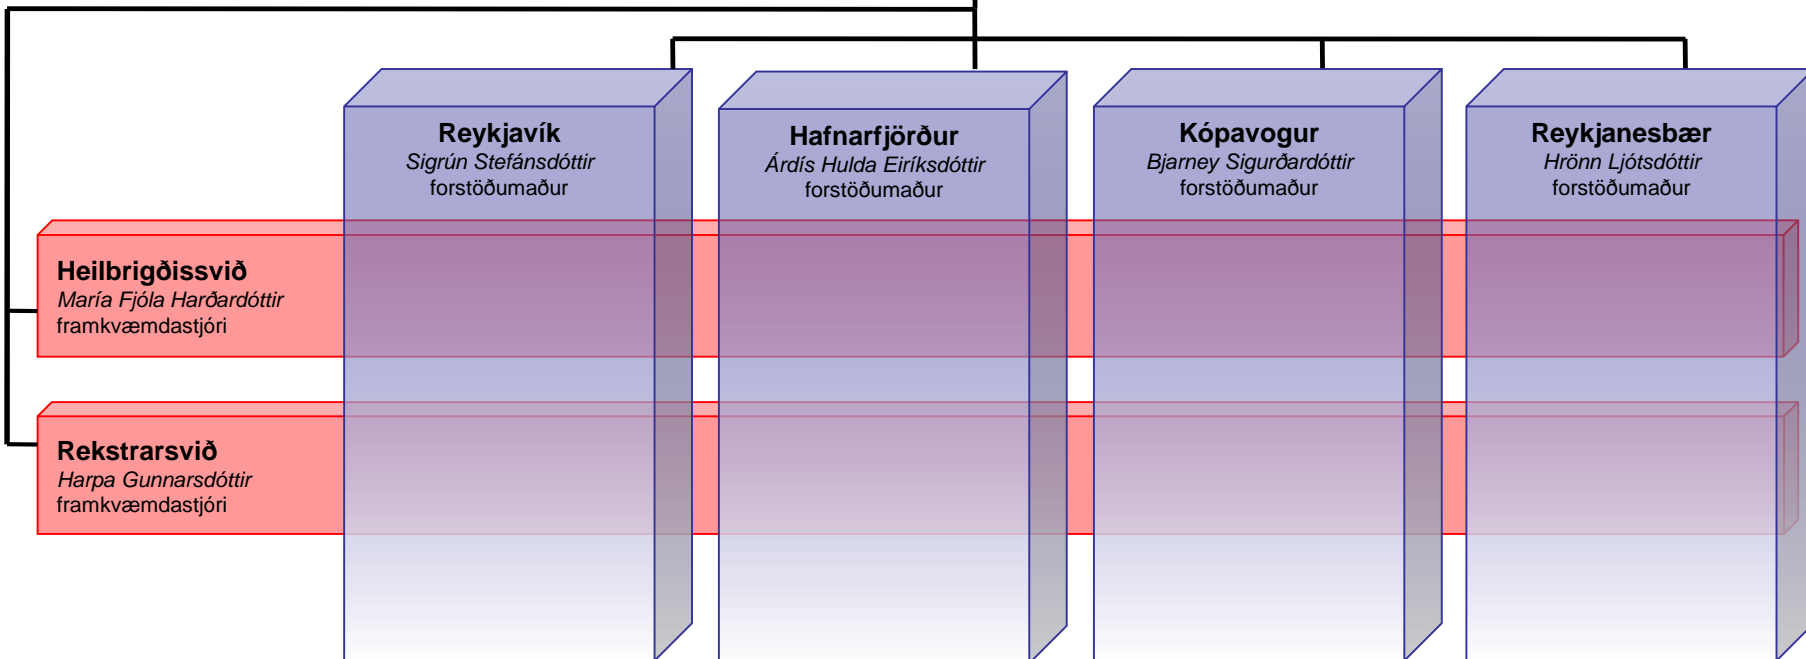 Reykjavík
Sigrún Stefánsdóttir
forstöðumaður
Hafnarfjörður
Árdís Hulda Eiríksdóttir
forstöðumaður
Kópavogur
Bjarney Sigurðardóttir
forstöðumaður
Reykjanesbær
Hrönn Ljótsdóttir
forstöðumaður
Heilbrigðissvið
María Fjóla Harðardóttir
framkvæmdastjóri
Rekstrarsvið
Harpa Gunnarsdóttir
framkvæmdastjóri